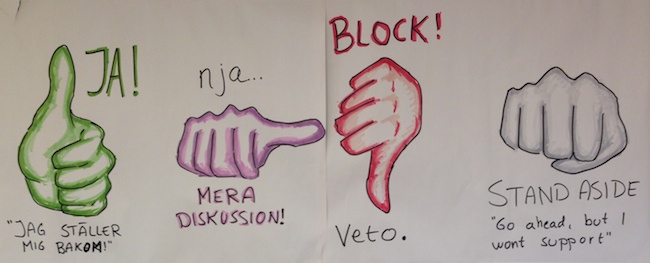 JA!
"JAG STÄLLER
MIG BAKOM!"
nja...
MERA
DISKUSSION!
BLOCK!
Veto.
STAND ASIDE
"Go ahead, but I
wont support"